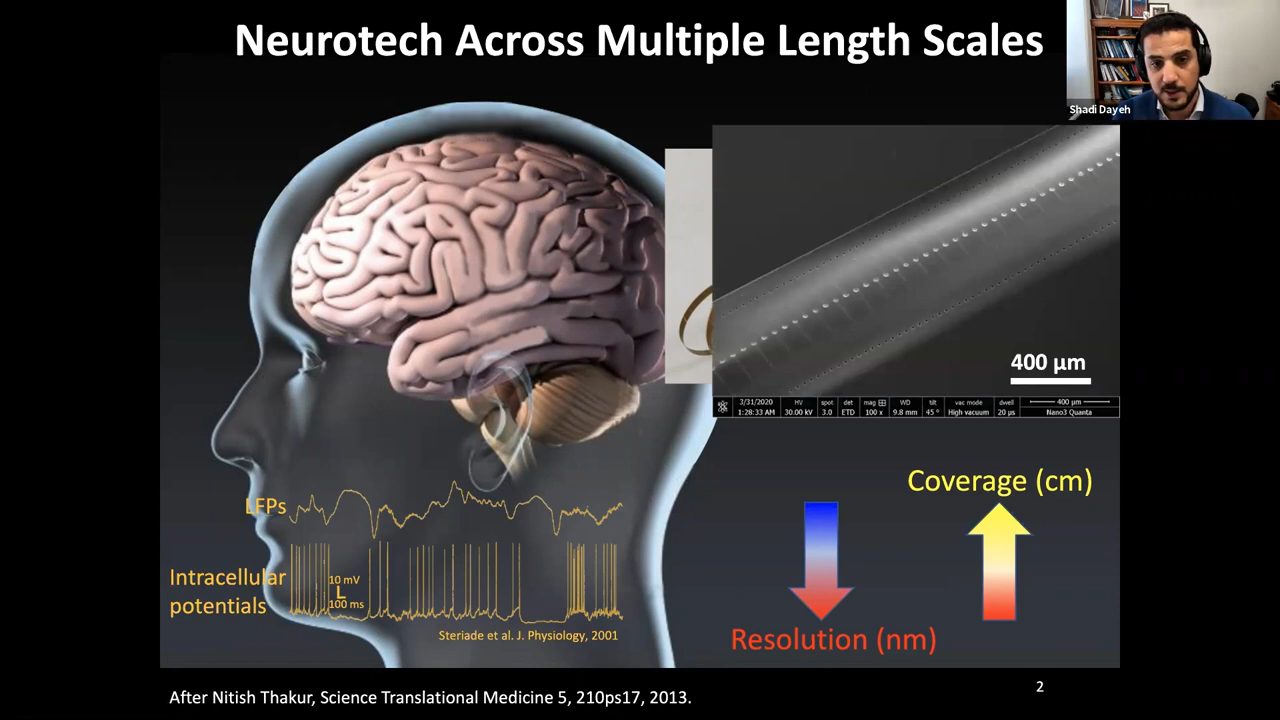 Neurotech Across Multiple Length Scales
Shadi Dayeh
400 µm
3/31/2020 HV spot det mag WD tilt vac mode dwell 400 µm
1:28:33 AM 30.00 kV 3.0 ETD 100 x 9.8 mm 45 ° High vacuum 20 µs Nano3 Quanta
Coverage (cm)
LFPs
Intracellular
potentials
10 mV
100 ms
Steriade et al. J. Physiology, 2001
Resolution (nm)
2
After Nitish Thakur, Science Translational Medicine 5, 210ps17, 2013.